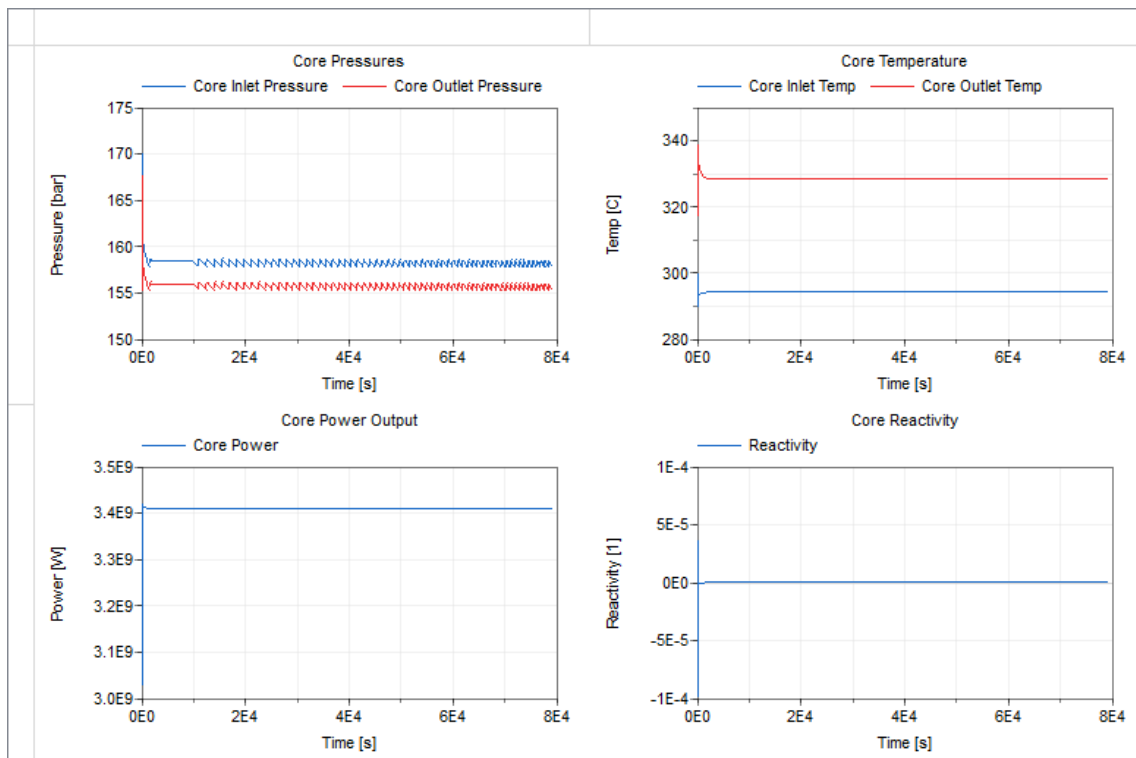 Core Pressures
Core Inlet Pressure Core Outlet Pressure
175
170
165
160
155
150
Pressure [bar]
0E0 2E4 4E4 6E4 8E4
Time [s]
Core Temperature
Core Inlet Temp Core Outlet Temp
340
320
300
280
Temp [C]
0E0 2E4 4E4 6E4 8E4
Time [s]
Core Power Output
Core Power
3.5E9
3.4E9
3.3E9
3.2E9
3.1E9
3.0E9
Power [W]
0E0 2E4 4E4 6E4 8E4
Time [s]
Core Reactivity
Reactivity
1E-4
5E-5
0E0
-5E-5
-1E-4
Reactivity [1]
0E0 2E4 4E4 6E4 8E4
Time [s]